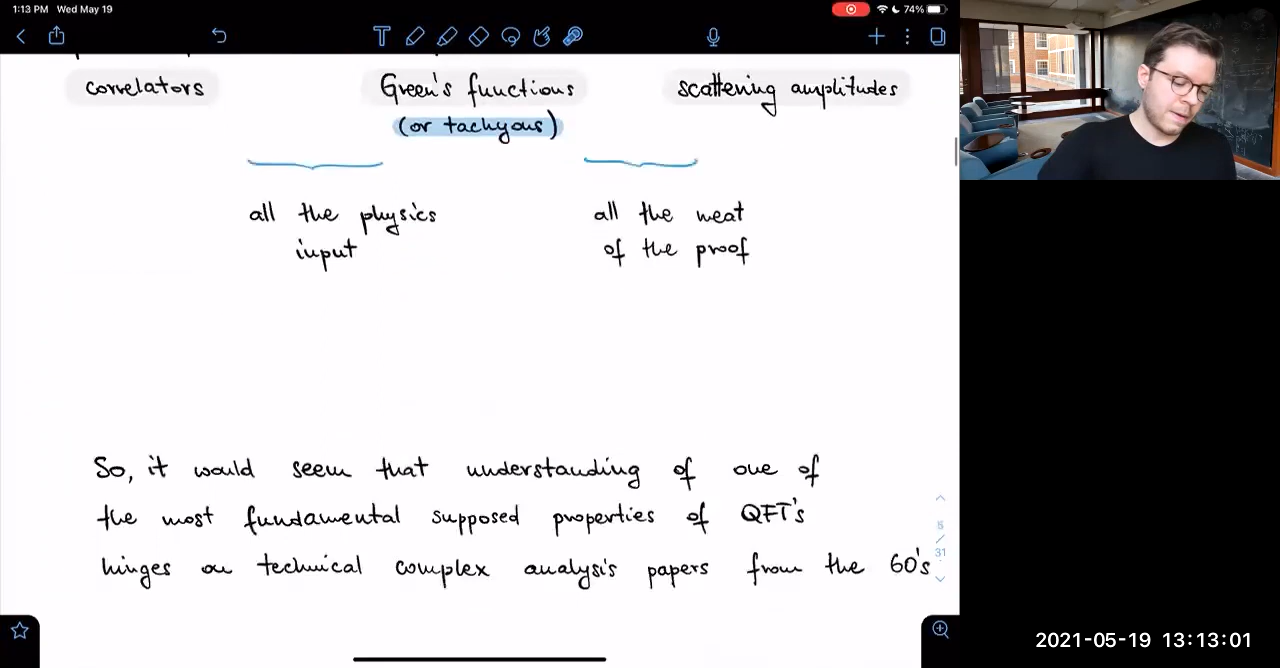 1:13 PM Wed May 19
74%
correlators
Green's functions
scattering amplitudes
(or tachyons)
all the physics
input
all the meat
of the proof
So, it would seem that understanding of one of
the most fundamental supposed properties of QFT's
hinges on technical complex analysis papers from the 60's
5
/
31
2021-05-19 13:13:01